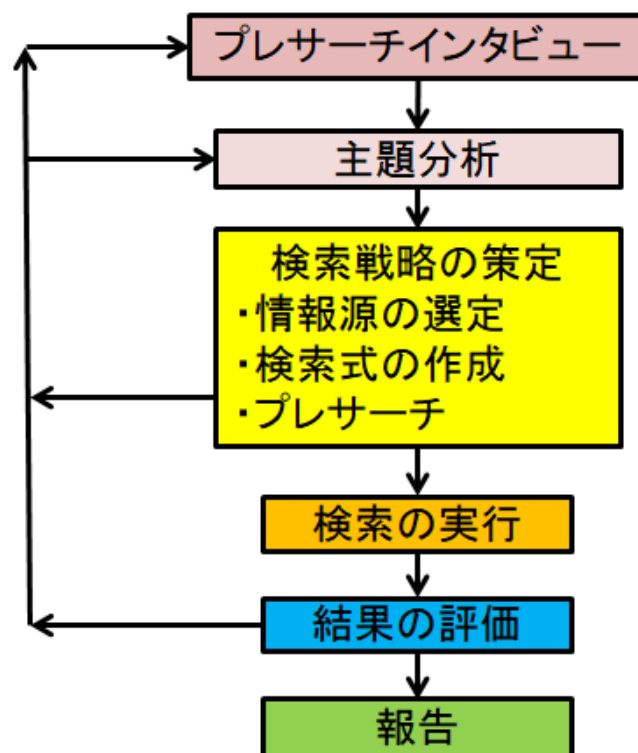 プレサーチインタビュー
主題分析
検索戦略の策定
・情報源の選定
・検索式の作成
・プレサーチ
検索の実行
結果の評価
報告